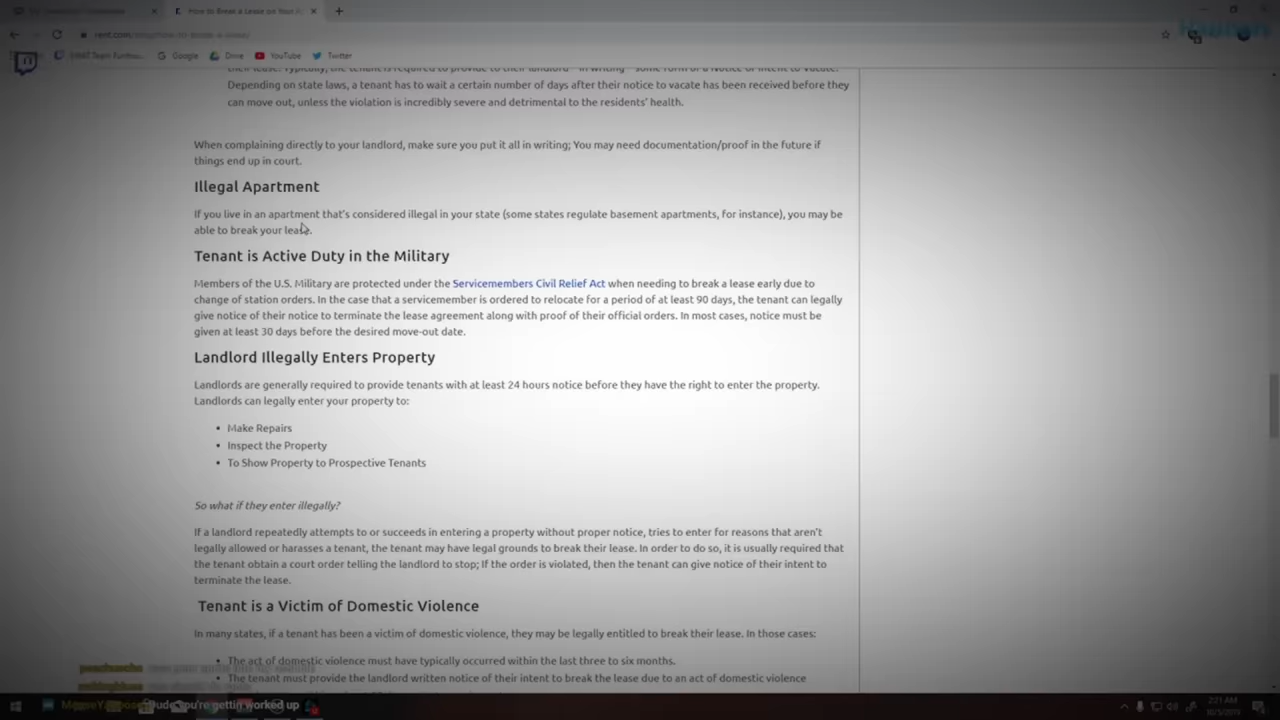 How to Break a Lease on Your
Google
Drive
YouTube
Twitter
Depending on state laws, a tenant has to wait a certain number of days after their notice to vacate has been received before they
can move out, unless the violation is incredibly severe and detrimental to the residents' health.
When complaining directly to your landlord, make sure you put it all in writing; You may need documentation/proof in the future if
things end up in court.
Illegal Apartment
If you live in an apartment that's considered illegal in your state (some states regulate basement apartments, for instance), you may be
able to break your lease.
Tenant is Active Duty in the Military
Members of the U.S. Military are protected under the Servicemembers Civil Relief Act when needing to break a lease early due to
change of station orders. In the case that a servicemember is ordered to relocate for a period of at least 90 days, the tenant can legally
give notice of their notice to terminate the lease agreement along with proof of their official orders. In most cases, notice must be
given at least 30 days before the desired move-out date.
Landlord Illegally Enters Property
Landlords are generally required to provide tenants with at least 24 hours notice before they have the right to enter the property.
Landlords can legally enter your property to:
• Make Repairs
• Inspect the Property
• To Show Property to Prospective Tenants
So what if they enter illegally?
If a landlord repeatedly attempts to or succeeds in entering a property without proper notice, tries to enter for reasons that aren't
legally allowed or harasses a tenant, the tenant may have legal grounds to break their lease. In order to do so, it is usually required that
the tenant obtain a court order telling the landlord to stop; If the order is violated, then the tenant can give notice of their intent to
terminate the lease.
Tenant is a Victim of Domestic Violence
In many states, if a tenant has been a victim of domestic violence, they may be legally entitled to break their lease. In those cases:
• The act of domestic violence must have typically occurred within the last three to six months.
• The tenant must provide the landlord written notice of their intent to break the lease due to an act of domestic violence
Dude you're gettin worked up
2:21 AM